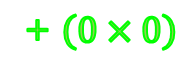 + (0 × 0)